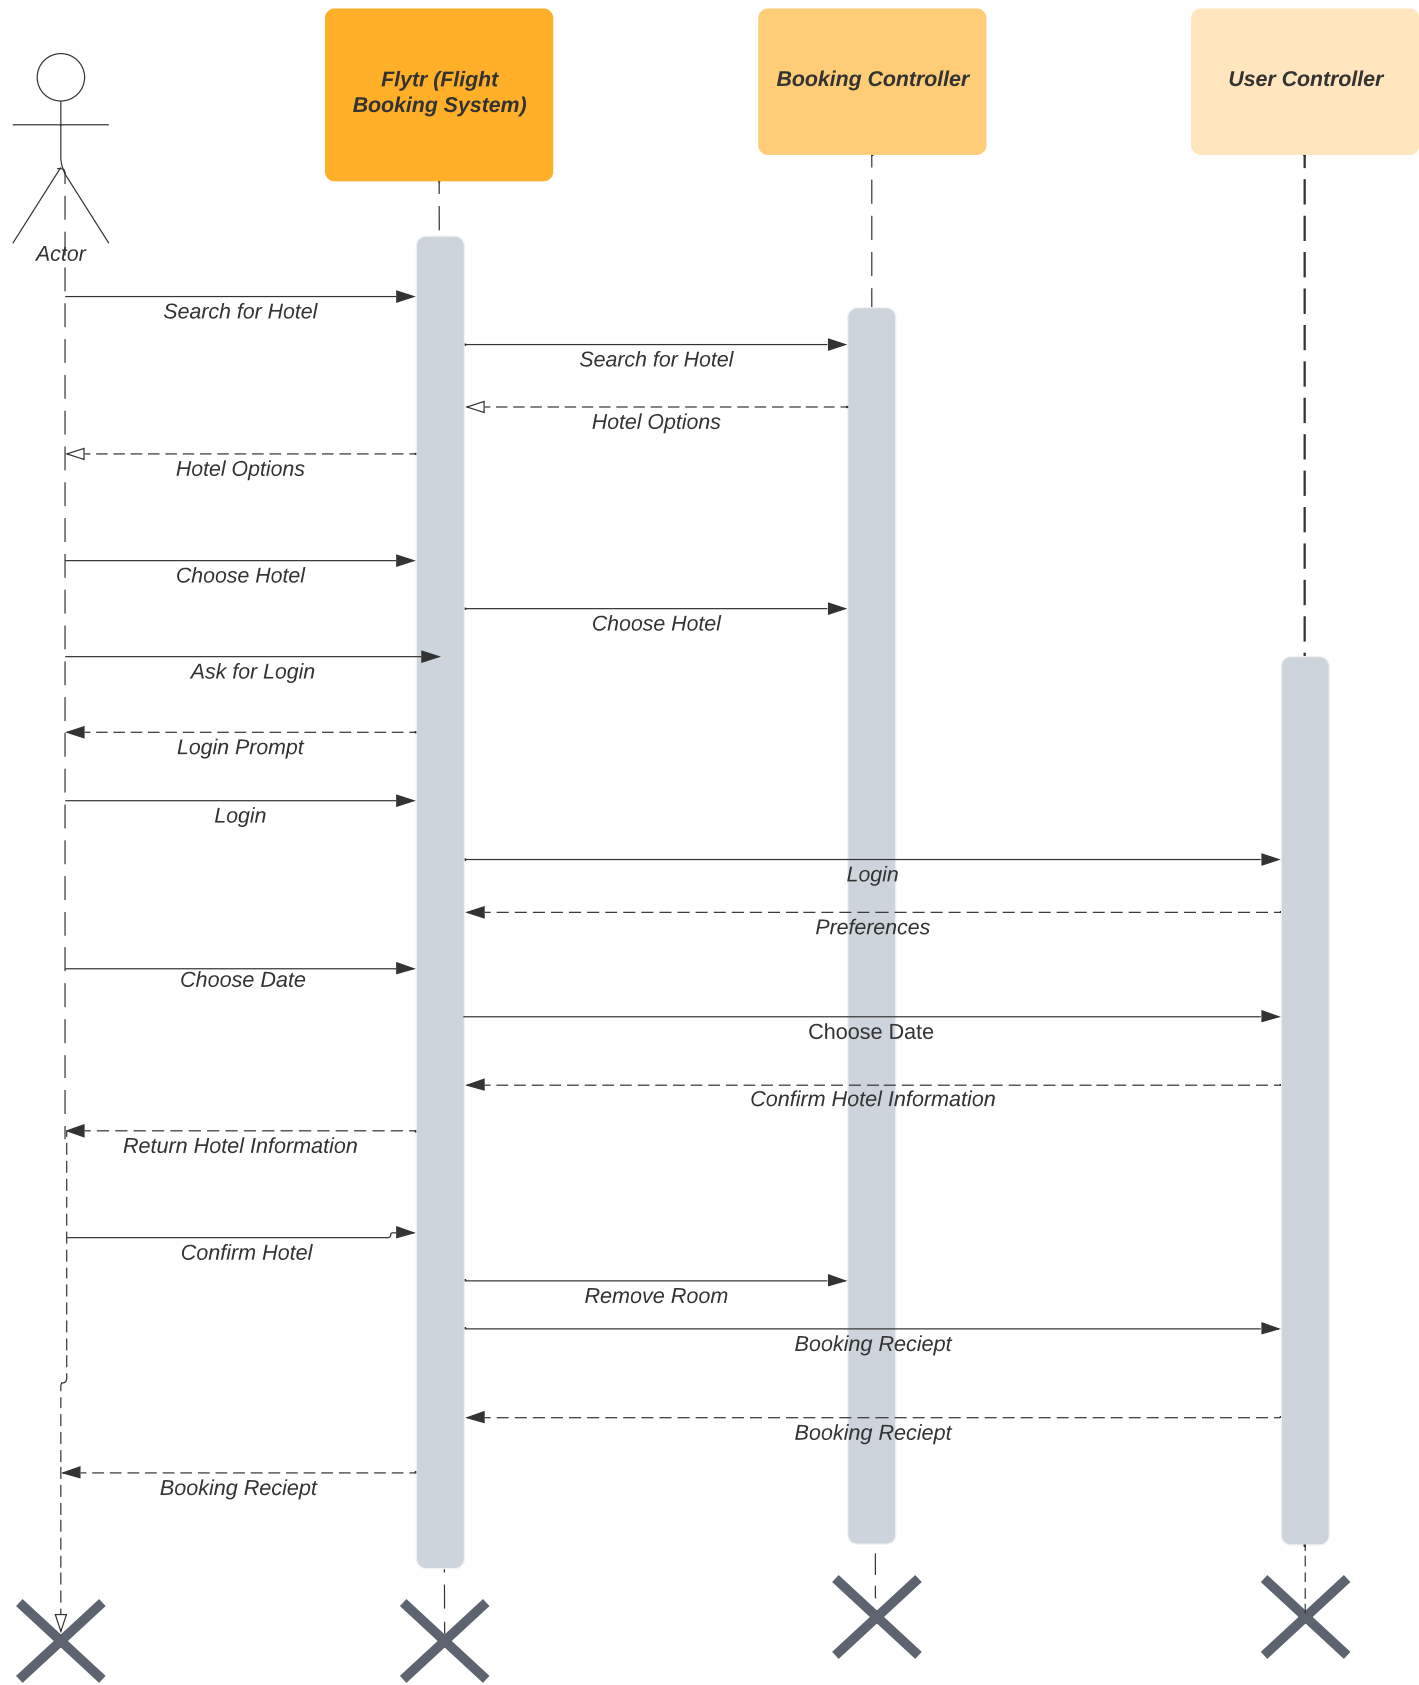 Flytr (Flight
Booking System)
Booking Controller
User Controller
Actor
Search for Hotel
Search for Hotel
Hotel Options
Hotel Options
Choose Hotel
Choose Hotel
Ask for Login
Login Prompt
Login
Login
Preferences
Choose Date
Choose Date
Confirm Hotel Information
Return Hotel Information
Confirm Hotel
Remove Room
Booking Reciept
Booking Reciept
Booking Reciept